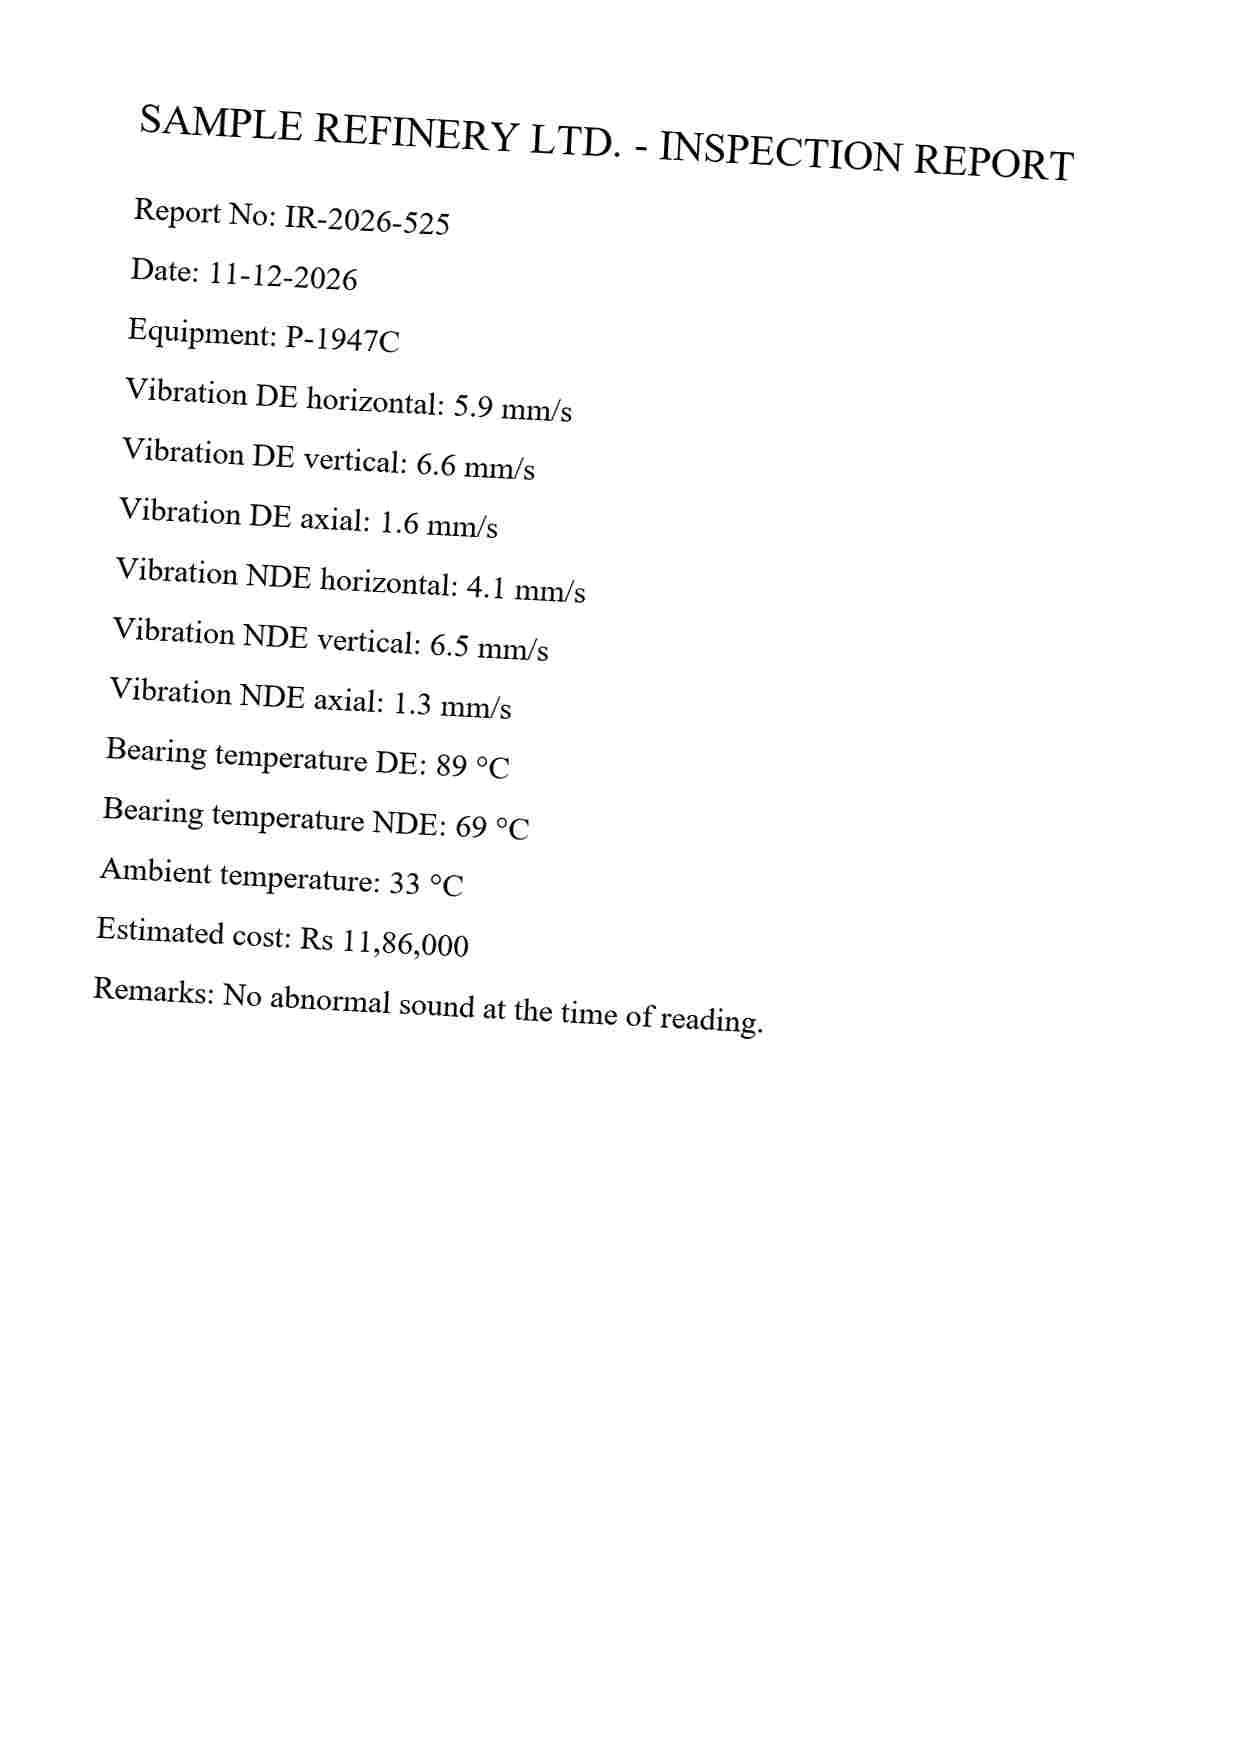 SAMPLE REFINERY LTD. - INSPECTION REPORT
Report No: IR-2026-525
Date: 11-12-2026
Equipment: P-1947C
Vibration DE horizontal: 5.9 mm/s
Vibration DE vertical: 6.6 mm/s
Vibration DE axial: 1.6 mm/s
Vibration NDE horizontal: 4.1 mm/s
Vibration NDE vertical: 6.5 mm/s
Vibration NDE axial: 1.3 mm/s
Bearing temperature DE: 89 °C
Bearing temperature NDE: 69 °C
Ambient temperature: 33 °C
Estimated cost: Rs 11,86,000
Remarks: No abnormal sound at the time of reading.